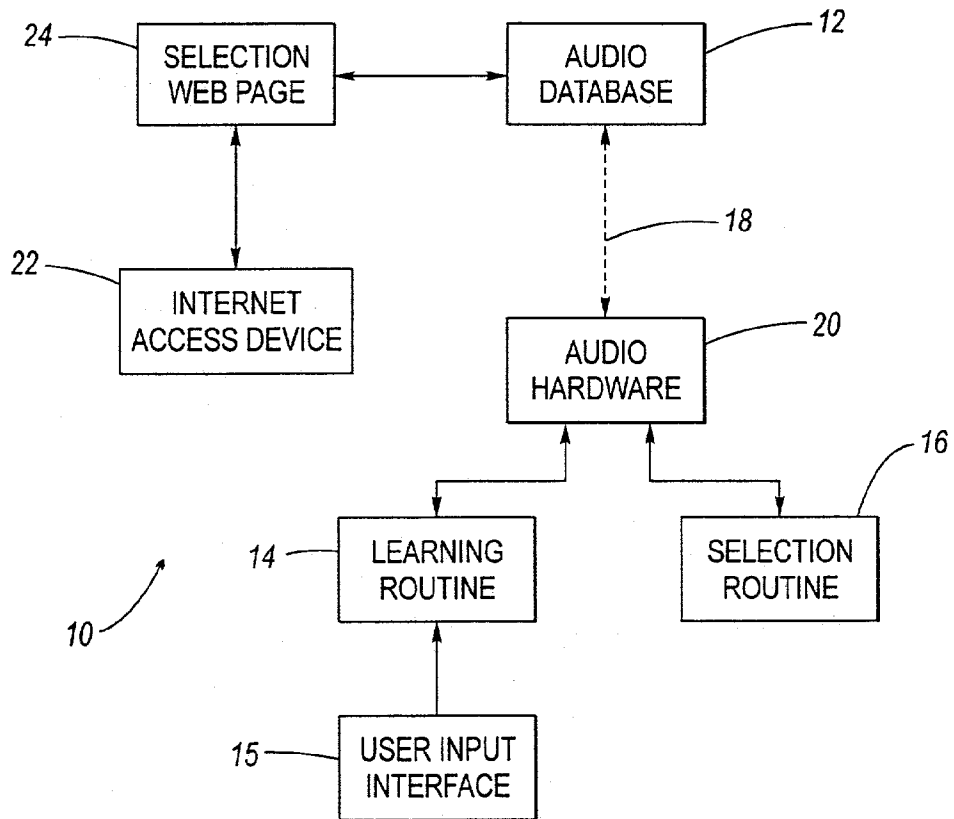 24
SELECTION
WEB PAGE
12
AUDIO
DATABASE
18
22
INTERNET
ACCESS DEVICE
20
AUDIO
HARDWARE
16
14
LEARNING
ROUTINE
SELECTION
ROUTINE
10
15
USER INPUT
INTERFACE